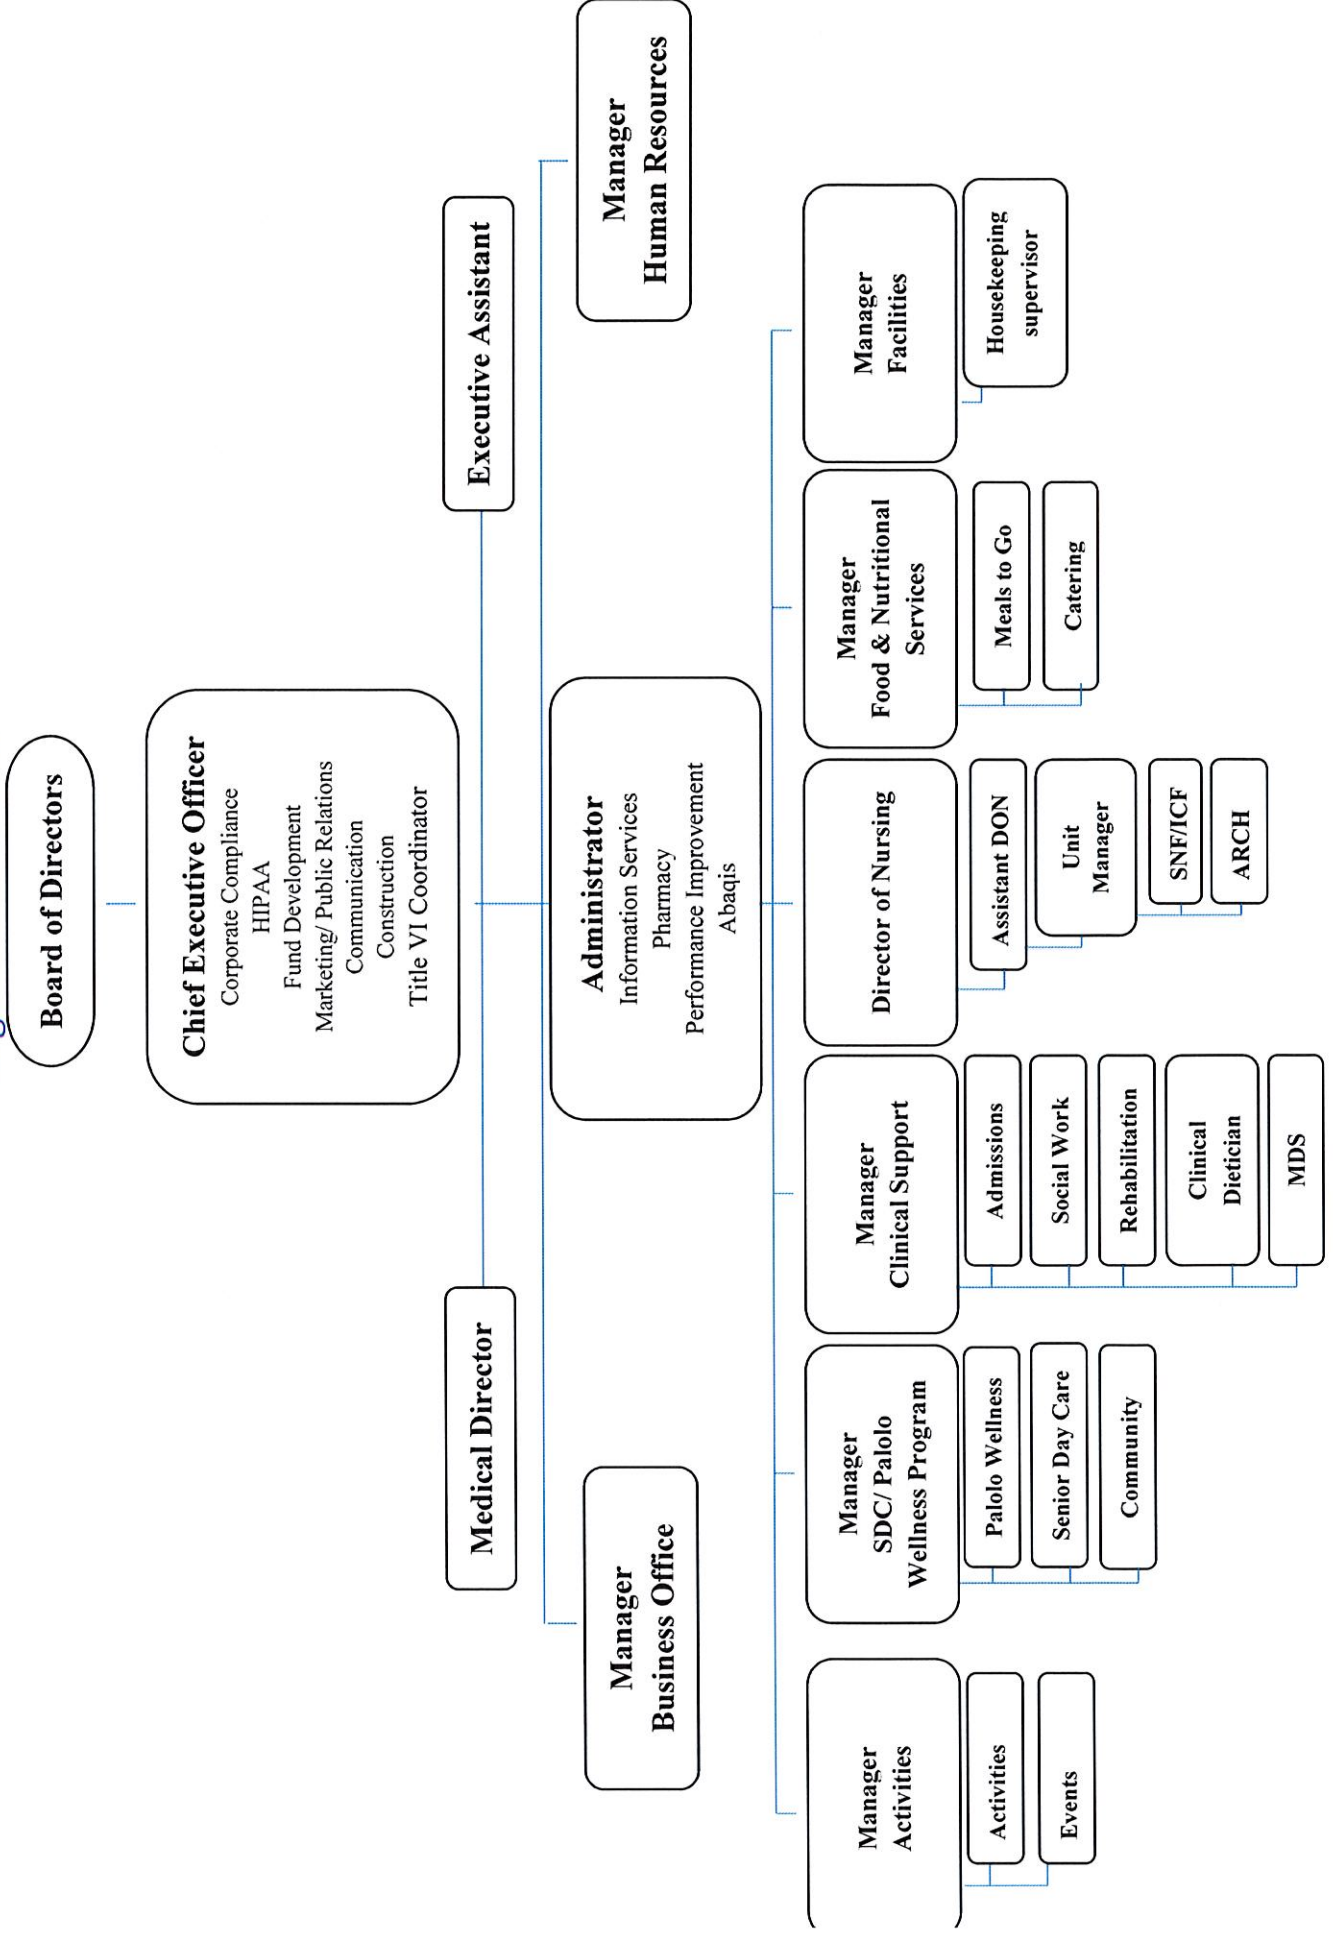 Board of Directors
Chief Executive Officer
Corporate Compliance
HIPAA
Fund Development
Marketing/ Public Relations
Communication
Construction
Title VI Coordinator
Medical Director
Executive Assistant
Manager
Business Office
Administrator
Information Services
Pharmacy
Performance Improvement
Abaqis
Manager
Human Resources
Manager
Activities
Activities
Events
Manager
SDC/ Palolo
Wellness Program
Palolo Wellness
Senior Day Care
Community
Manager
Clinical Support
Admissions
Social Work
Rehabilitation
Clinical
Dietician
MDS
Director of Nursing
Assistant DON
Unit
Manager
SNF/ICF
ARCH
Manager
Food & Nutritional
Services
Meals to Go
Catering
Manager
Facilities
Housekeeping
supervisor